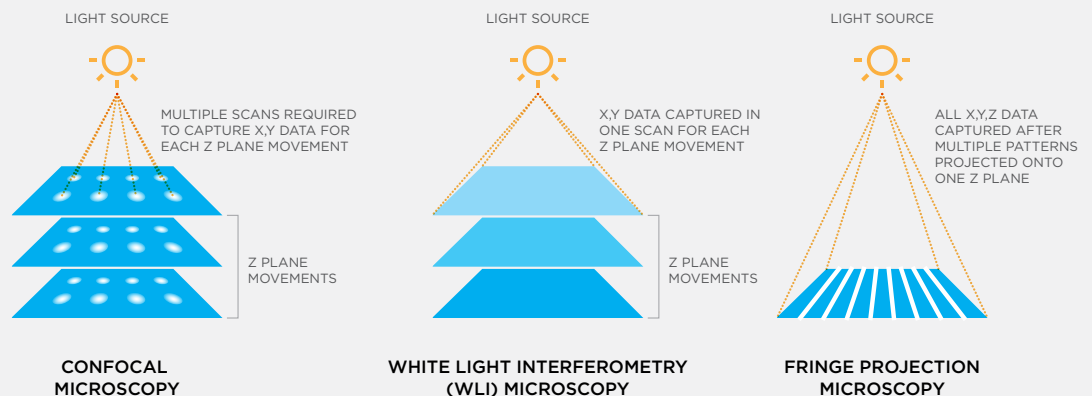 LIGHT SOURCE
MULTIPLE SCANS REQUIRED
TO CAPTURE X,Y DATA FOR
EACH Z PLANE MOVEMENT
Z PLANE
MOVEMENTS
CONFOCAL
MICROSCOPY
LIGHT SOURCE
X,Y DATA CAPTURED IN
ONE SCAN FOR EACH
Z PLANE MOVEMENT
Z PLANE
MOVEMENTS
WHITE LIGHT INTERFEROMETRY
(WLI) MICROSCOPY
LIGHT SOURCE
ALL X,Y,Z DATA
CAPTURED AFTER
MULTIPLE PATTERNS
PROJECTED ONTO
ONE Z PLANE
FRINGE PROJECTION
MICROSCOPY